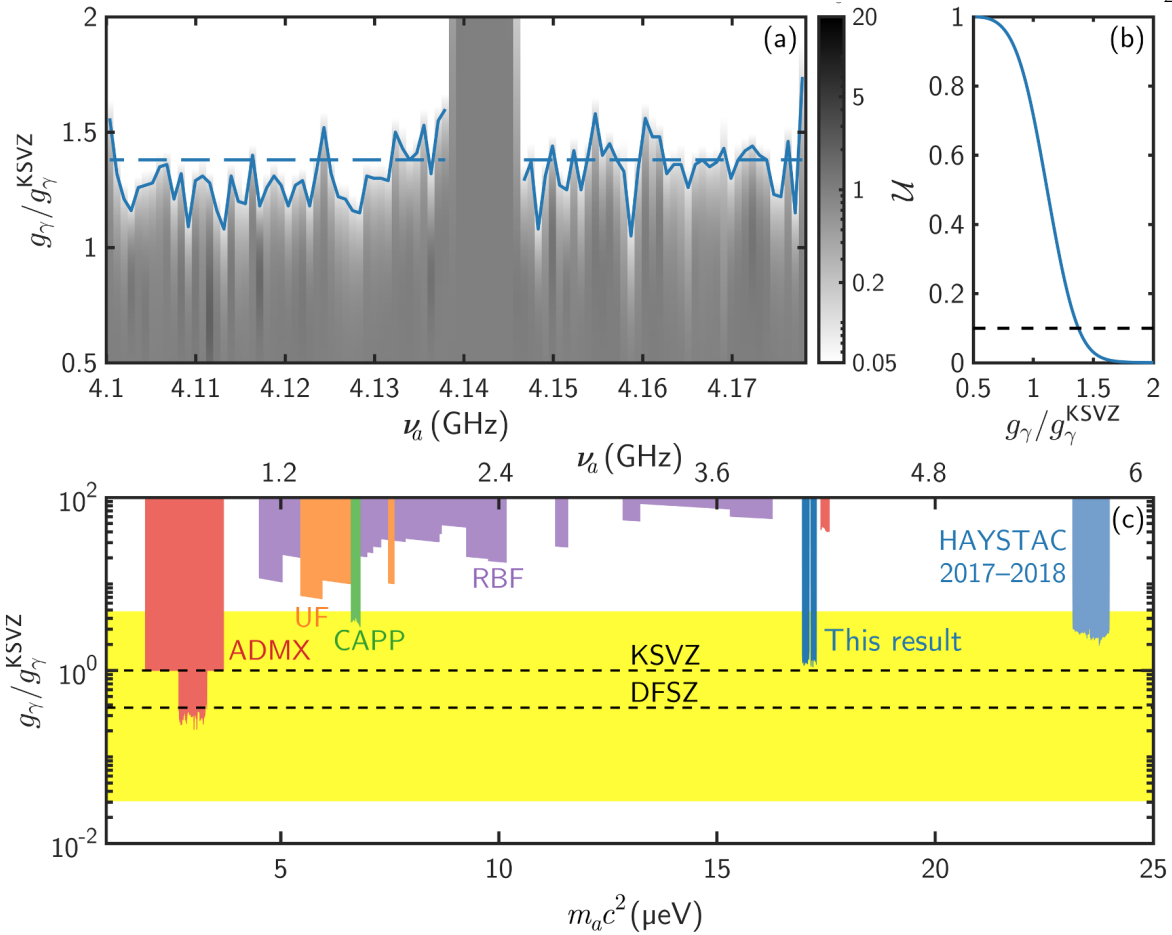 2
1.5
1
0.5
g_γ/g_γ^KSVZ
(a)
4.1
4.11
4.12
4.13
4.14
4.15
4.16
4.17
ν_a (GHz)
20
5
1
0.2
0.05
𝒰
1
0.8
0.6
0.4
0.2
0
(b)
0.5
1
1.5
2
g_γ/g_γ^KSVZ
ν_a (GHz)
1.2
2.4
3.6
4.8
6
10^2
10^0
10^-2
g_γ/g_γ^KSVZ
(c)
HAYSTAC
2017–2018
RBF
UF
CAPP
ADMX
This result
KSVZ
DFSZ
5
10
15
20
25
m_a c^2 (μeV)